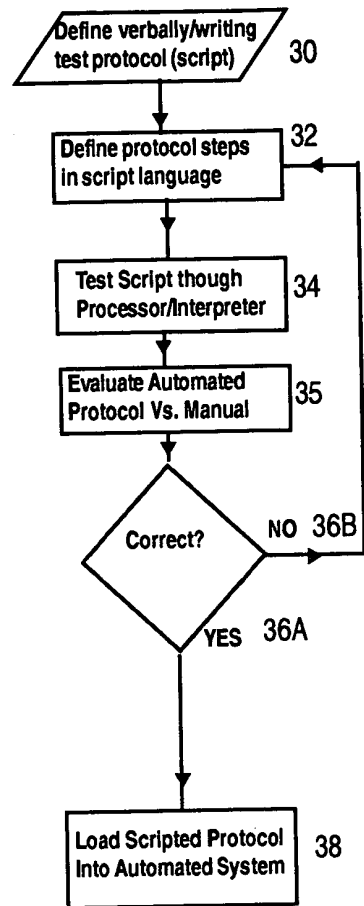 Define verbally/writing
test protocol (script)
30
32
Define protocol steps
in script language
Test Script though
Processor/Interpreter
34
Evaluate Automated
Protocol Vs. Manual
35
Correct?
NO 36B
YES 36A
Load Scripted Protocol
Into Automated System
38